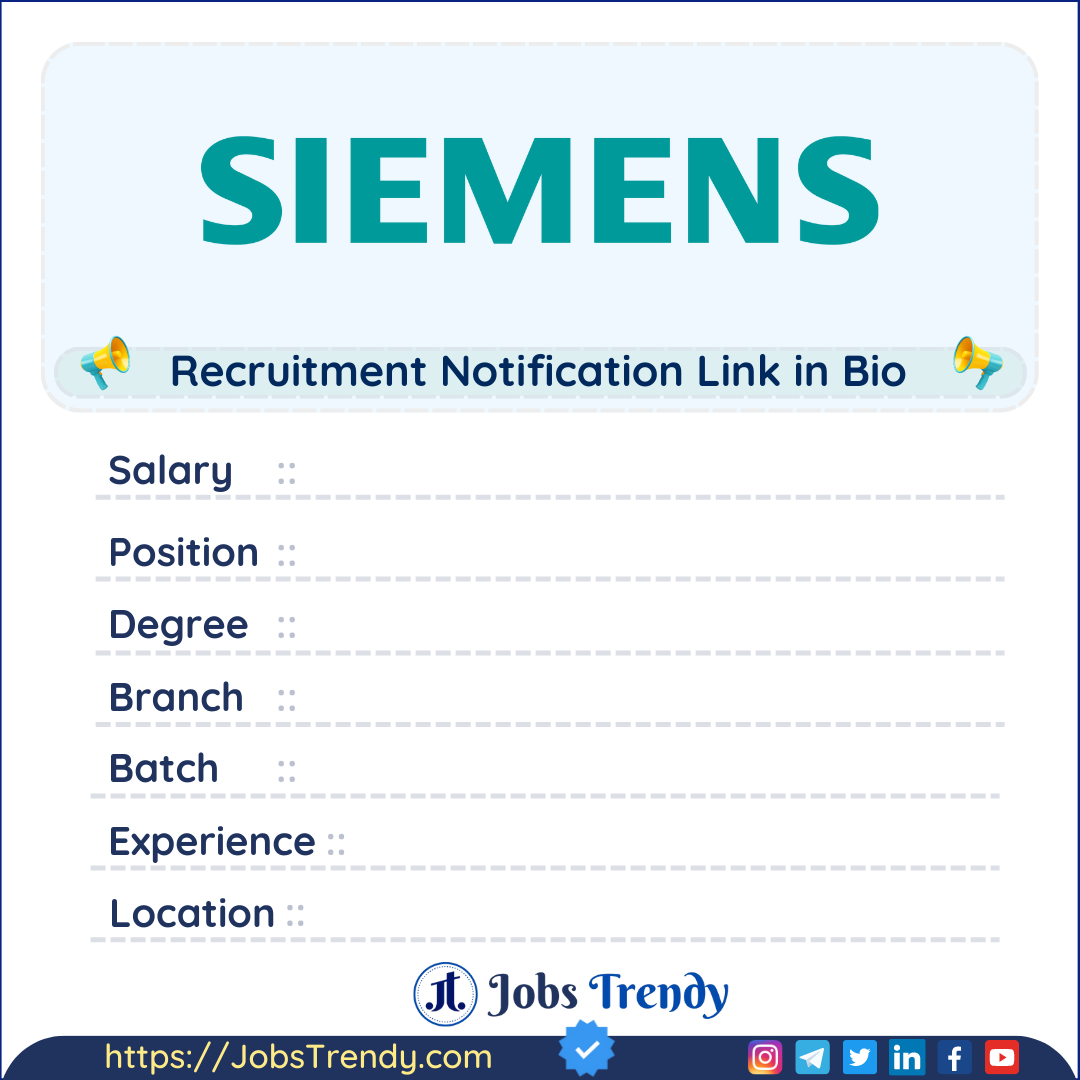 SIEMENS
Recruitment Notification Link in Bio
Salary ::
Position ::
Degree ::
Branch ::
Batch ::
Experience ::
Location ::
Jobs Trendy
https://JobsTrendy.com